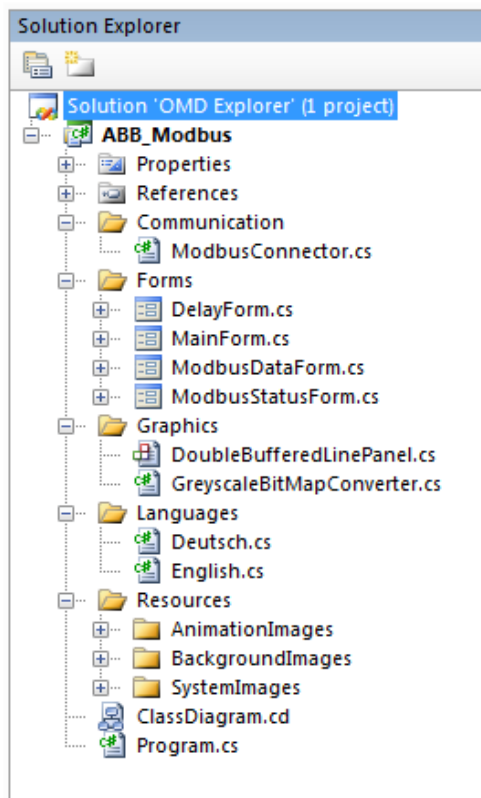 Solution Explorer
Solution 'OMD Explorer' (1 project)
ABB_Modbus
Properties
References
Communication
ModbusConnector.cs
Forms
DelayForm.cs
MainForm.cs
ModbusDataForm.cs
ModbusStatusForm.cs
Graphics
DoubleBufferedLinePanel.cs
GreyscaleBitMapConverter.cs
Languages
Deutsch.cs
English.cs
Resources
AnimationImages
BackgroundImages
SystemImages
ClassDiagram.cd
Program.cs